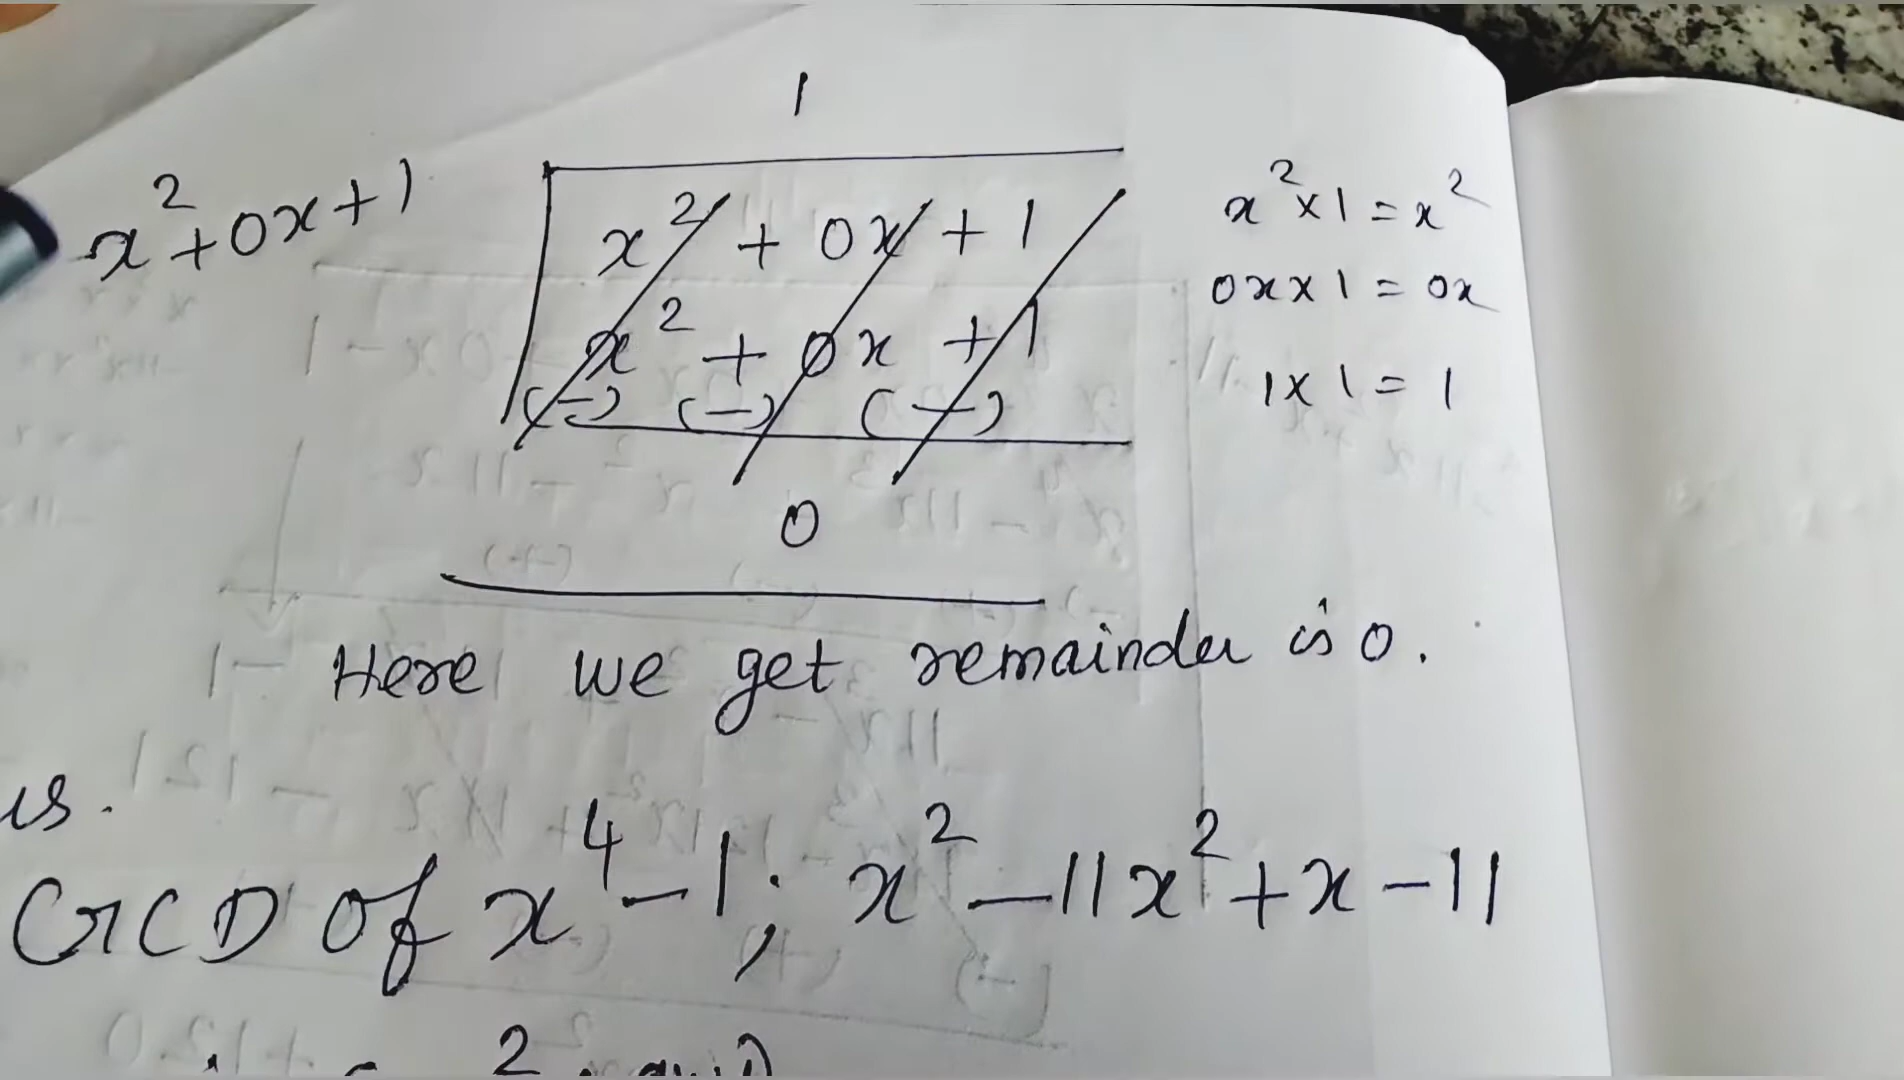 1
x² + 0x + 1
x² + 0x + 1
x² × 1 = x²
x² + 0x + 1
0x × 1 = 0x
(−) (−) (−)
1 × 1 = 1
0
Here we get remainder is 0.
is.
GCD of x⁴ − 1; x² − 11x² + x − 11
2